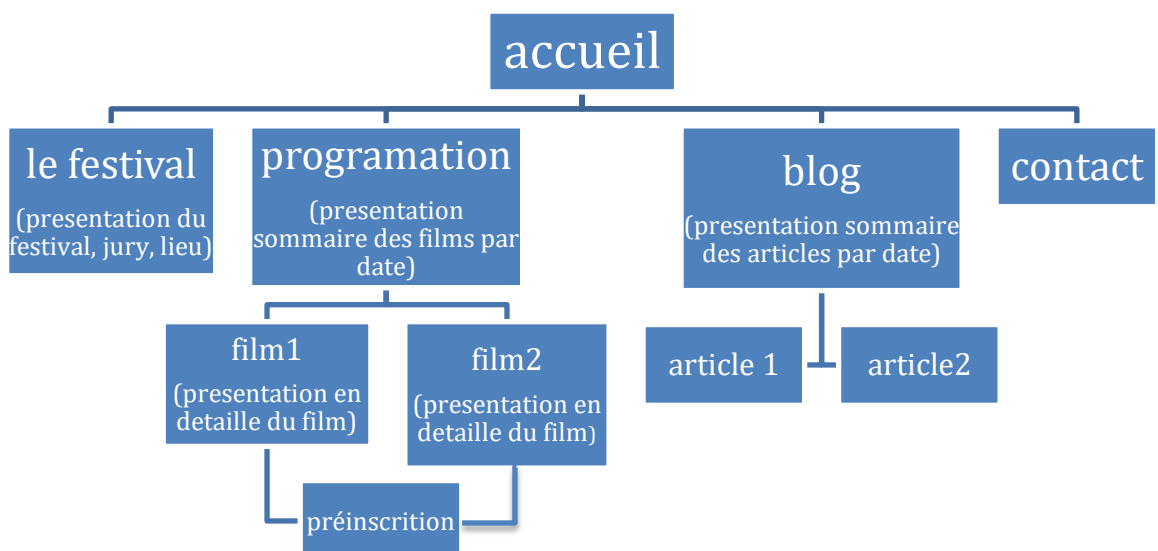 accueil
le festival
(presentation du
festival, jury, lieu)
programation
(presentation
sommaire des films par
date)
blog
(presentation sommaire
des articles par date)
contact
film1
(presentation en
detaille du film)
film2
(presentation en
detaille du film)
article 1
article2
préinscrition